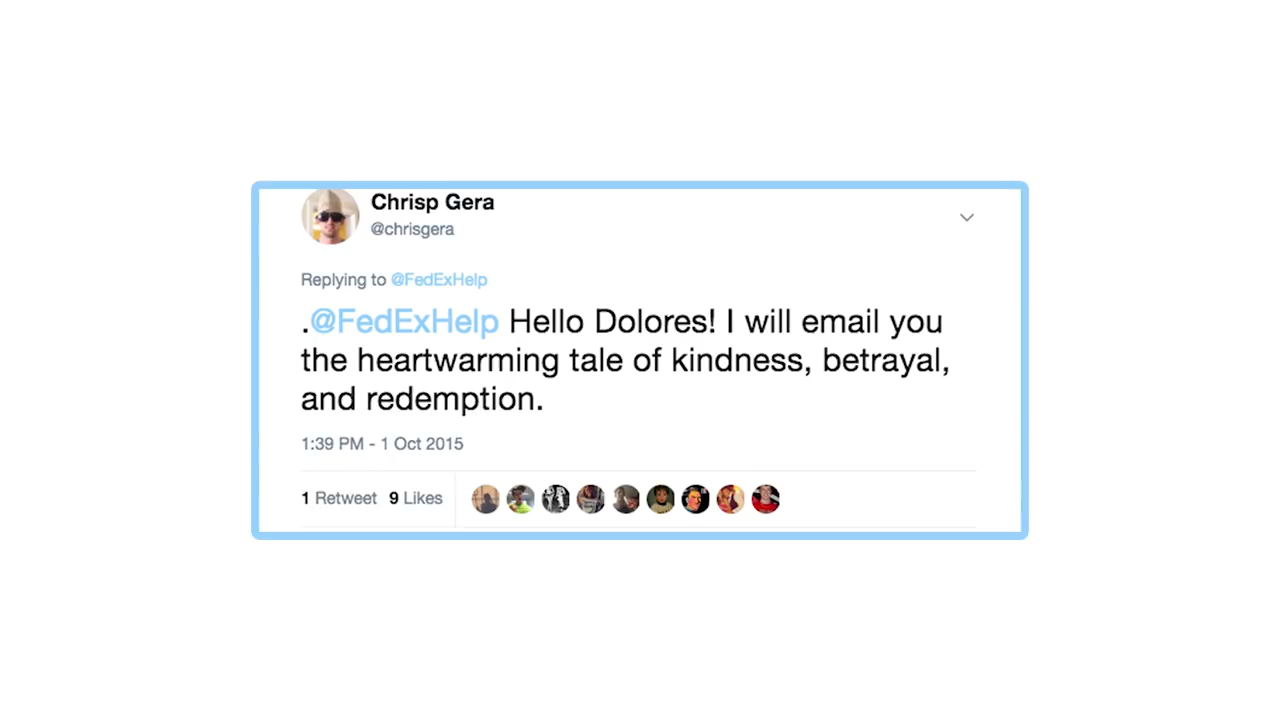 Chrisp Gera
@chrisgera
Replying to @FedExHelp
.@FedExHelp Hello Dolores! I will email you
the heartwarming tale of kindness, betrayal,
and redemption.
1:39 PM - 1 Oct 2015
1 Retweet 9 Likes